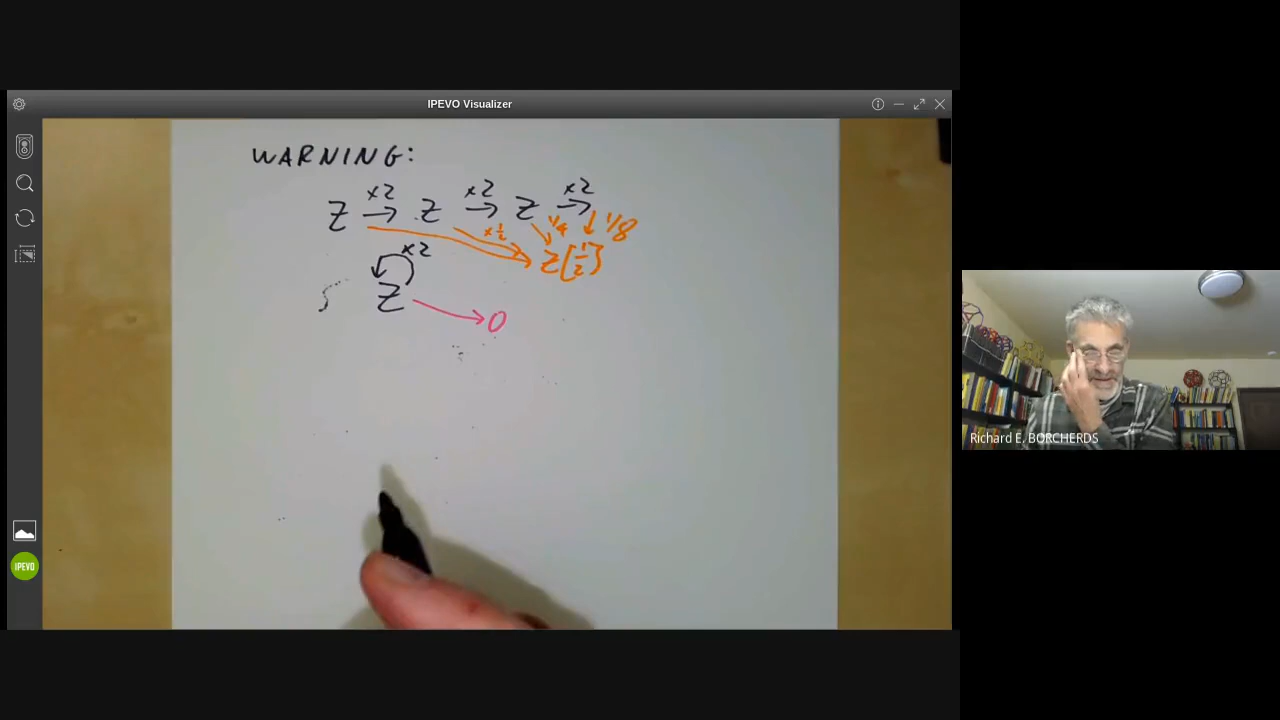 IPEVO Visualizer
WARNING:
×2 ×2 ×2
Z → Z → Z →
×1/2 1/4 1/8
Z[1/2]
×2
Z → 0
Richard E. BORCHERDS
IPEVO